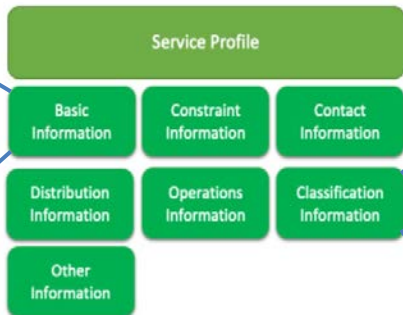 Service Profile
Basic
Information
Constraint
Information
Contact
Information
Distribution
Information
Operations
Information
Classification
Information
Other
Information